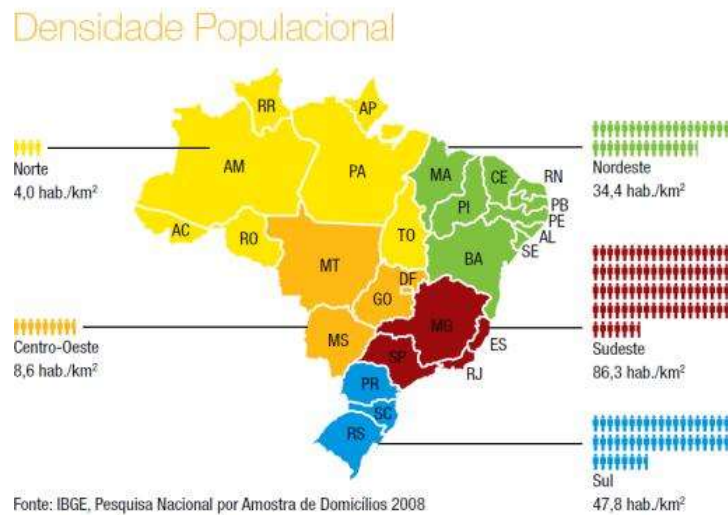 Densidade Populacional
RR
AP
AM
PA
MA
CE
RN
PI
PB
PE
AL
SE
AC
RO
TO
BA
MT
DF
GO
MG
ES
MS
SP
RJ
PR
SC
RS
Norte
4,0 hab./km²
Nordeste
34,4 hab./km²
Centro-Oeste
8,6 hab./km²
Sudeste
86,3 hab./km²
Sul
47,8 hab./km²
Fonte: IBGE, Pesquisa Nacional por Amostra de Domicílios 2008